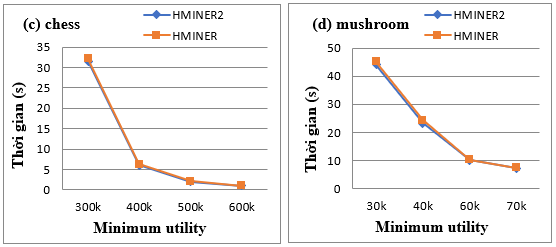 (c) chess
HMINER2
HMINER
35
30
25
20
15
10
5
0
Thời gian (s)
300k 400k 500k 600k
Minimum utility
(d) mushroom
HMINER2
HMINER
50
40
30
20
10
0
Thời gian (s)
30k 40k 60k 70k
Minimum utility